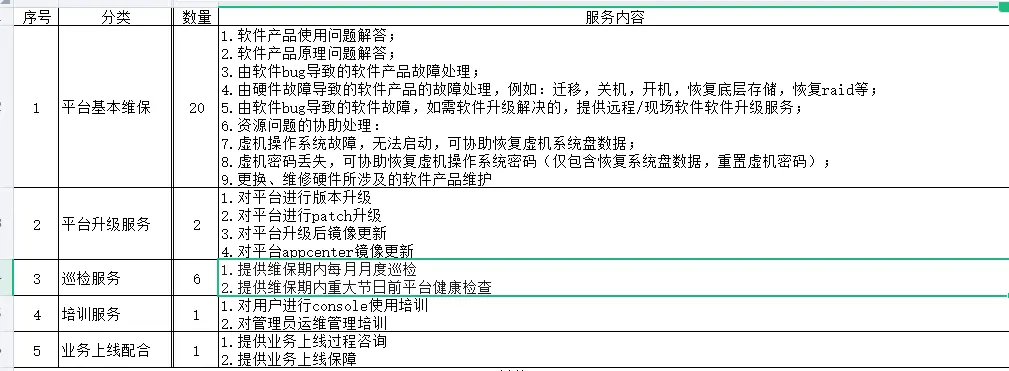 序号 分类 数量 服务内容
1 平台基本维保 20
1.软件产品使用问题解答；
2.软件产品原理问题解答；
3.由软件bug导致的软件产品故障处理；
4.由硬件故障导致的软件产品的故障处理，例如：迁移，关机，开机，恢复底层存储，恢复raid等；
5.由软件bug导致的软件故障，如需软件升级解决的，提供远程/现场软件软件升级服务；
6.资源问题的协助处理：
7.虚机操作系统故障，无法启动，可协助恢复虚机系统盘数据；
8.虚机密码丢失，可协助恢复虚机操作系统密码（仅包含恢复系统盘数据，重置虚机密码）；
9.更换、维修硬件所涉及的软件产品维护
2 平台升级服务 2
1.对平台进行版本升级
2.对平台进行patch升级
3.对平台升级后镜像更新
4.对平台appcenter镜像更新
3 巡检服务 6
1.提供维保期内每月月度巡检
2.提供维保期内重大节日前平台健康检查
4 培训服务 1
1.对用户进行console使用培训
2.对管理员运维管理培训
5 业务上线配合 1
1.提供业务上线过程咨询
2.提供业务上线保障